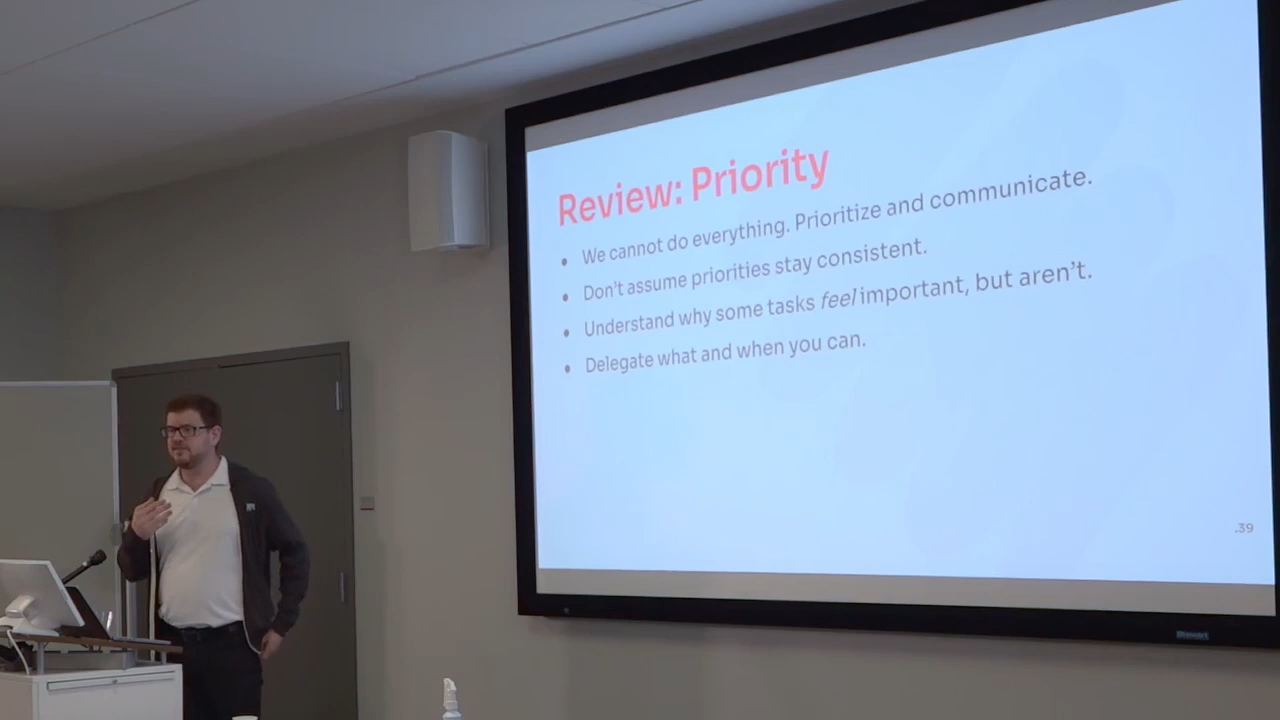 Review: Priority
• We cannot do everything. Prioritize and communicate.
• Don't assume priorities stay consistent.
• Understand why some tasks feel important, but aren't.
• Delegate what and when you can.
.39
Stewart